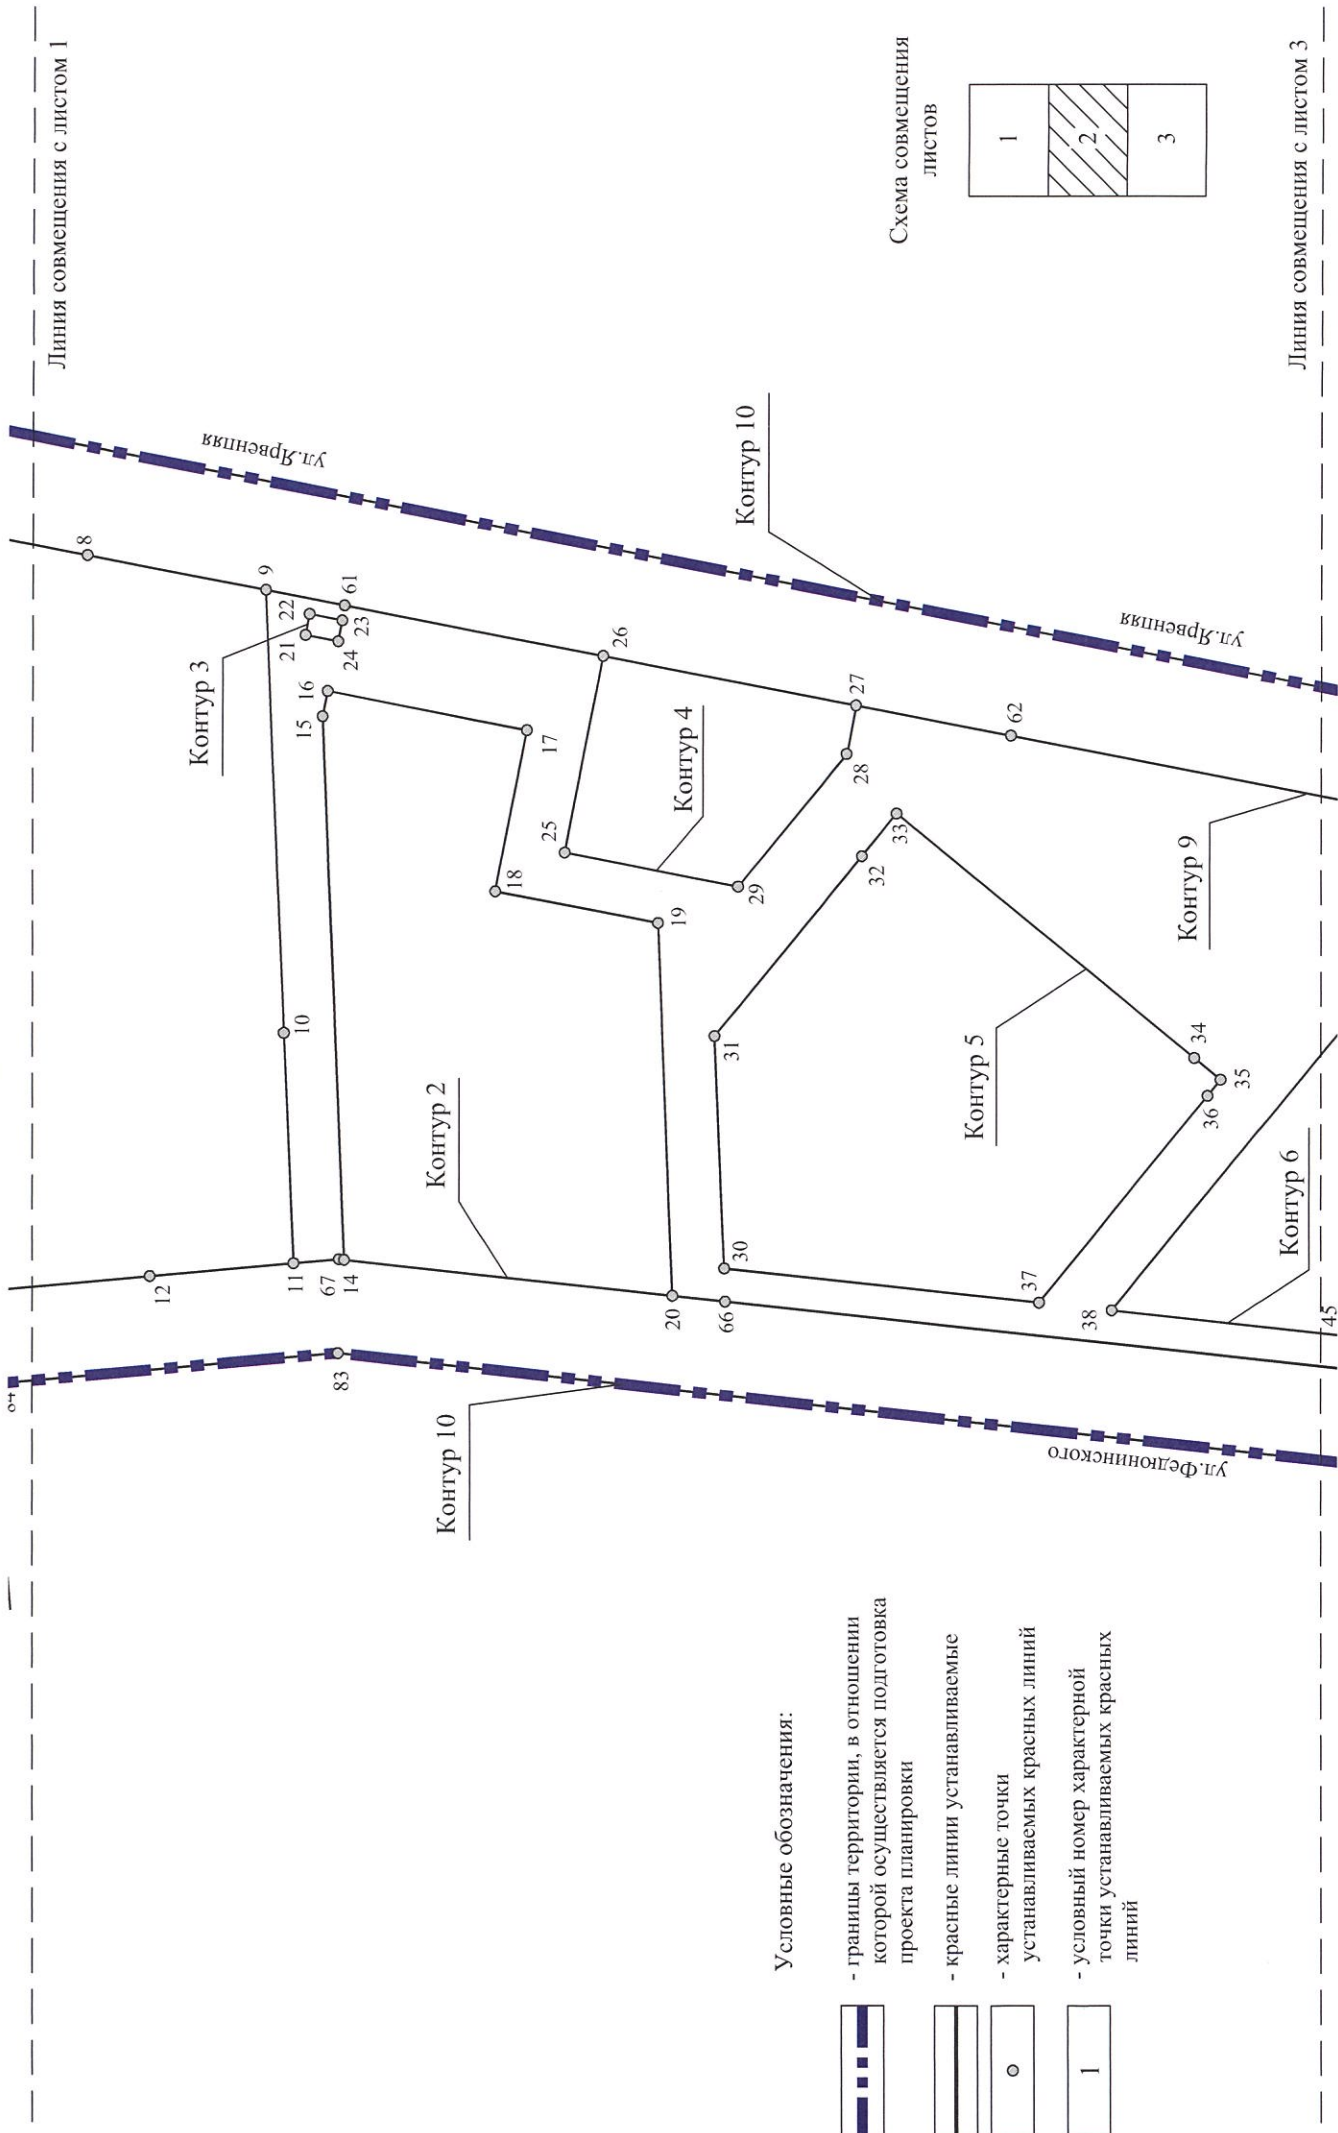 Линия совмещения с листом 1
ул.Ярвенпя
8
9
61
22
21
23
24
Контур 3
16
15
17
26
Контур 10
ул.Ярвенпя
27
62
28
Контур 4
25
29
18
19
33
32
Контур 9
10
31
Контур 5
34
35
36
Контур 2
12
11
67
14
30
20
66
37
38
Контур 6
45
83
Контур 10
ул.Федюнинского
Схема совмещения
листов
1
2
3
Линия совмещения с листом 3
Условные обозначения:
- границы территории, в отношении
которой осуществляется подготовка
проекта планировки
- красные линии устанавливаемые
- характерные точки
устанавливаемых красных линий
1
- условный номер характерной
точки устанавливаемых красных
линий